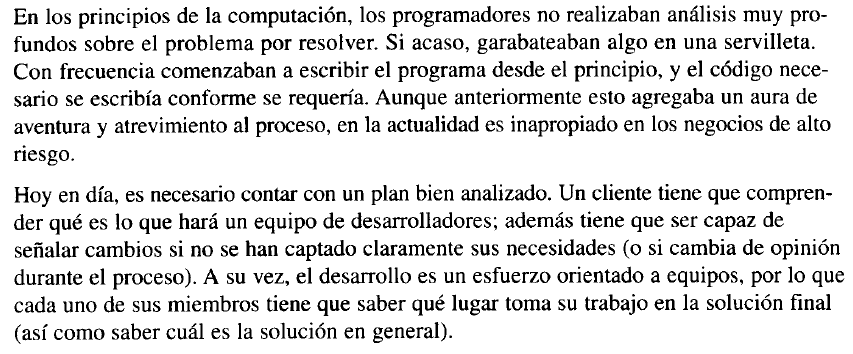 En los principios de la computación, los programadores no realizaban análisis muy pro-
fundos sobre el problema por resolver. Si acaso, garabateaban algo en una servilleta.
Con frecuencia comenzaban a escribir el programa desde el principio, y el código nece-
sario se escribía conforme se requería. Aunque anteriormente esto agregaba un aura de
aventura y atrevimiento al proceso, en la actualidad es inapropiado en los negocios de alto
riesgo.
Hoy en día, es necesario contar con un plan bien analizado. Un cliente tiene que compren-
der qué es lo que hará un equipo de desarrolladores; además tiene que ser capaz de
señalar cambios si no se han captado claramente sus necesidades (o si cambia de opinión
durante el proceso). A su vez, el desarrollo es un esfuerzo orientado a equipos, por lo que
cada uno de sus miembros tiene que saber qué lugar toma su trabajo en la solución final
(así como saber cuál es la solución en general).